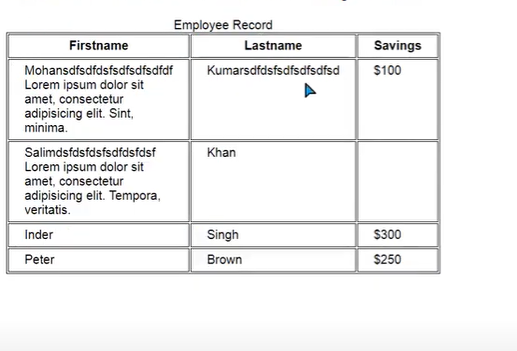 Employee Record
Firstname Lastname Savings
Mohansdfsdfdsfsdfsdfsdfdf Kumarsdfdsfsdfsdfsdfsd $100
Lorem ipsum dolor sit
amet, consectetur
adipisicing elit. Sint,
minima.
Salimdsfdsfdsfsdfdsfdsf Khan
Lorem ipsum dolor sit
amet, consectetur
adipisicing elit. Tempora,
veritatis.
Inder Singh $300
Peter Brown $250